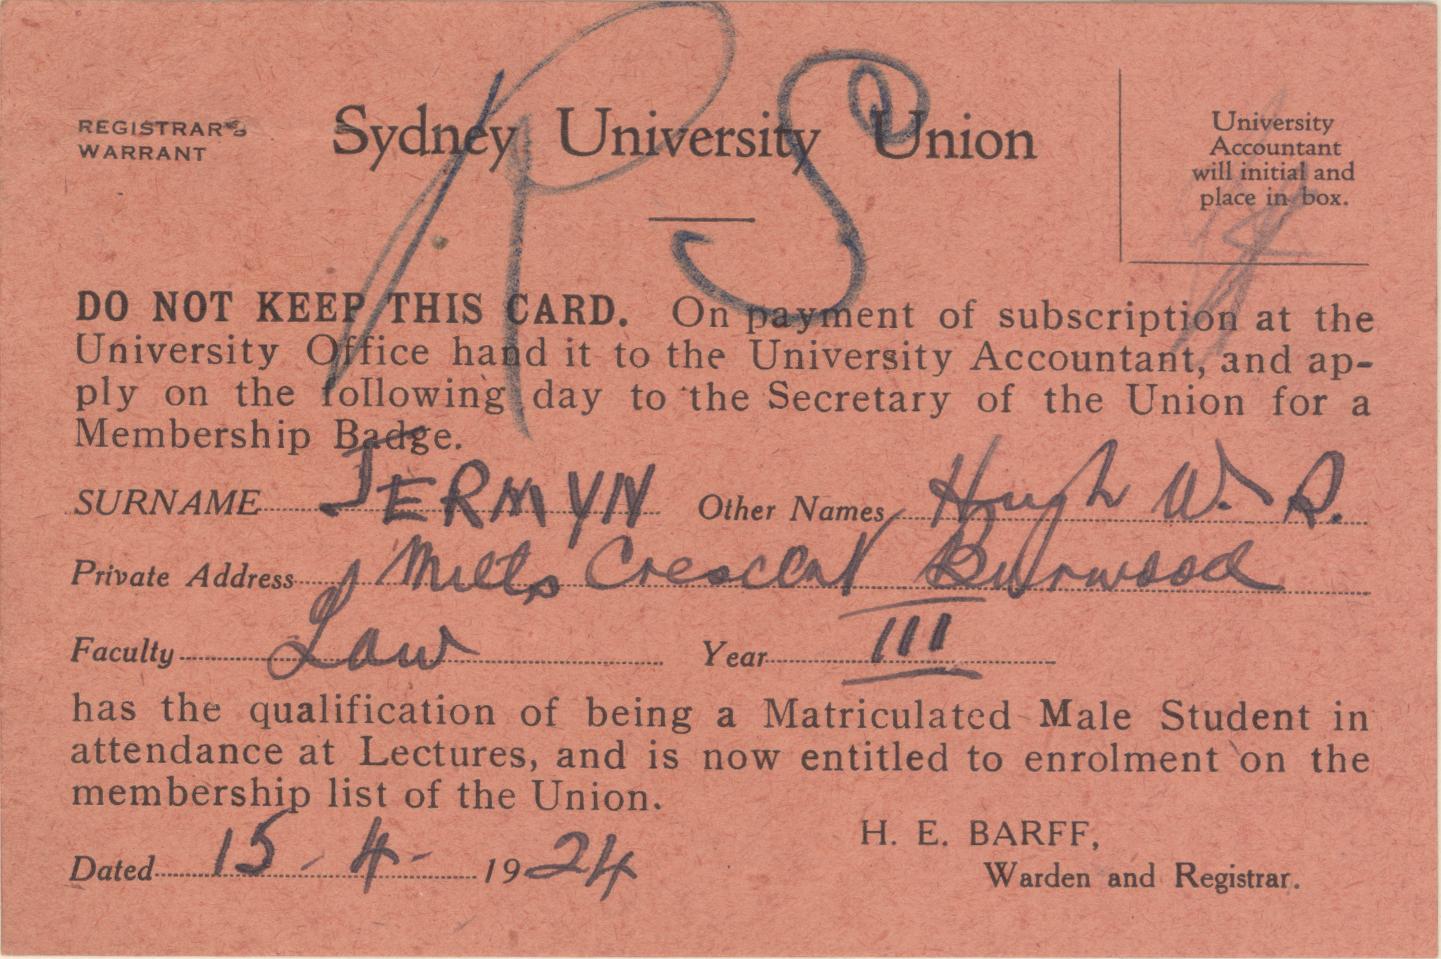 RS
REGISTRAR'S
WARRANT
Sydney University Union
University
Accountant
will initial and
place in box.
DO NOT KEEP THIS CARD. On payment of subscription at the
University Office hand it to the University Accountant, and ap-
ply on the following day to the Secretary of the Union for a
Membership Badge.
SURNAME JERMYN Other Names Hugh W. R.
Private Address Mills Crescent Burwood
Faculty Law Year III
has the qualification of being a Matriculated Male Student in
attendance at Lectures, and is now entitled to enrolment on the
membership list of the Union.
Dated 15-4-1924
H. E. BARFF,
Warden and Registrar.